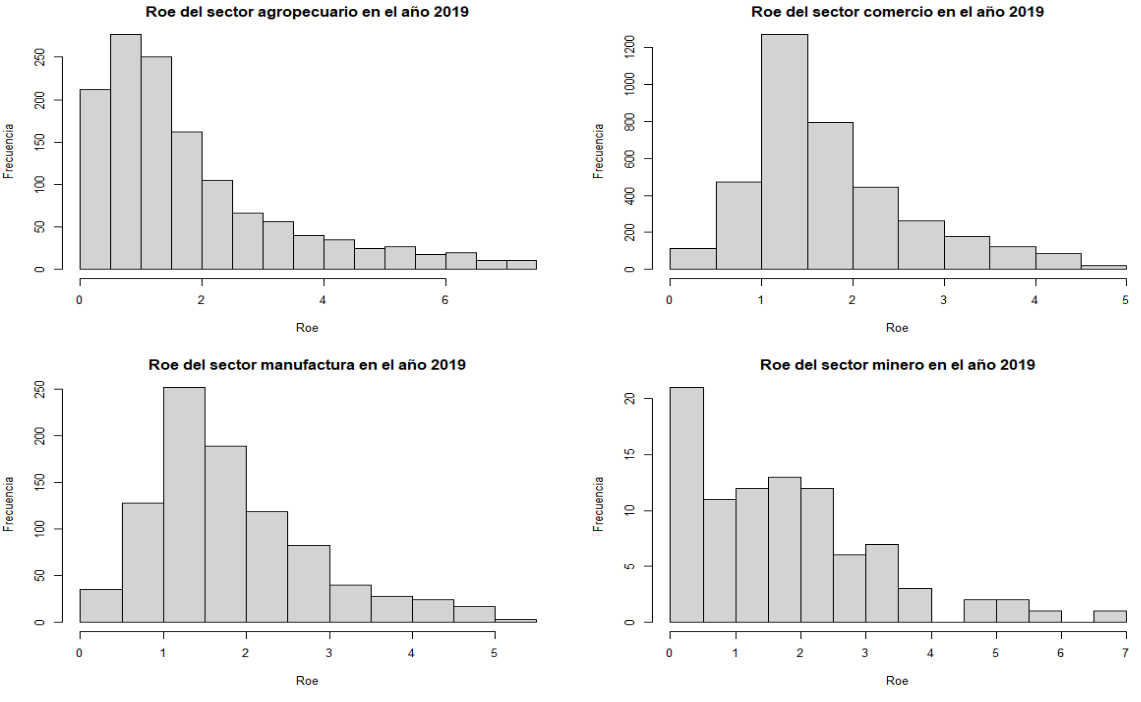 Roe del sector agropecuario en el año 2019
Frecuencia
250
200
150
100
50
0
0 2 4 6
Roe
Roe del sector comercio en el año 2019
Frecuencia
1200
1000
800
600
400
200
0
0 1 2 3 4 5
Roe
Roe del sector manufactura en el año 2019
Frecuencia
250
200
150
100
50
0
0 1 2 3 4 5
Roe
Roe del sector minero en el año 2019
Frecuencia
20
15
10
5
0
0 1 2 3 4 5 6 7
Roe